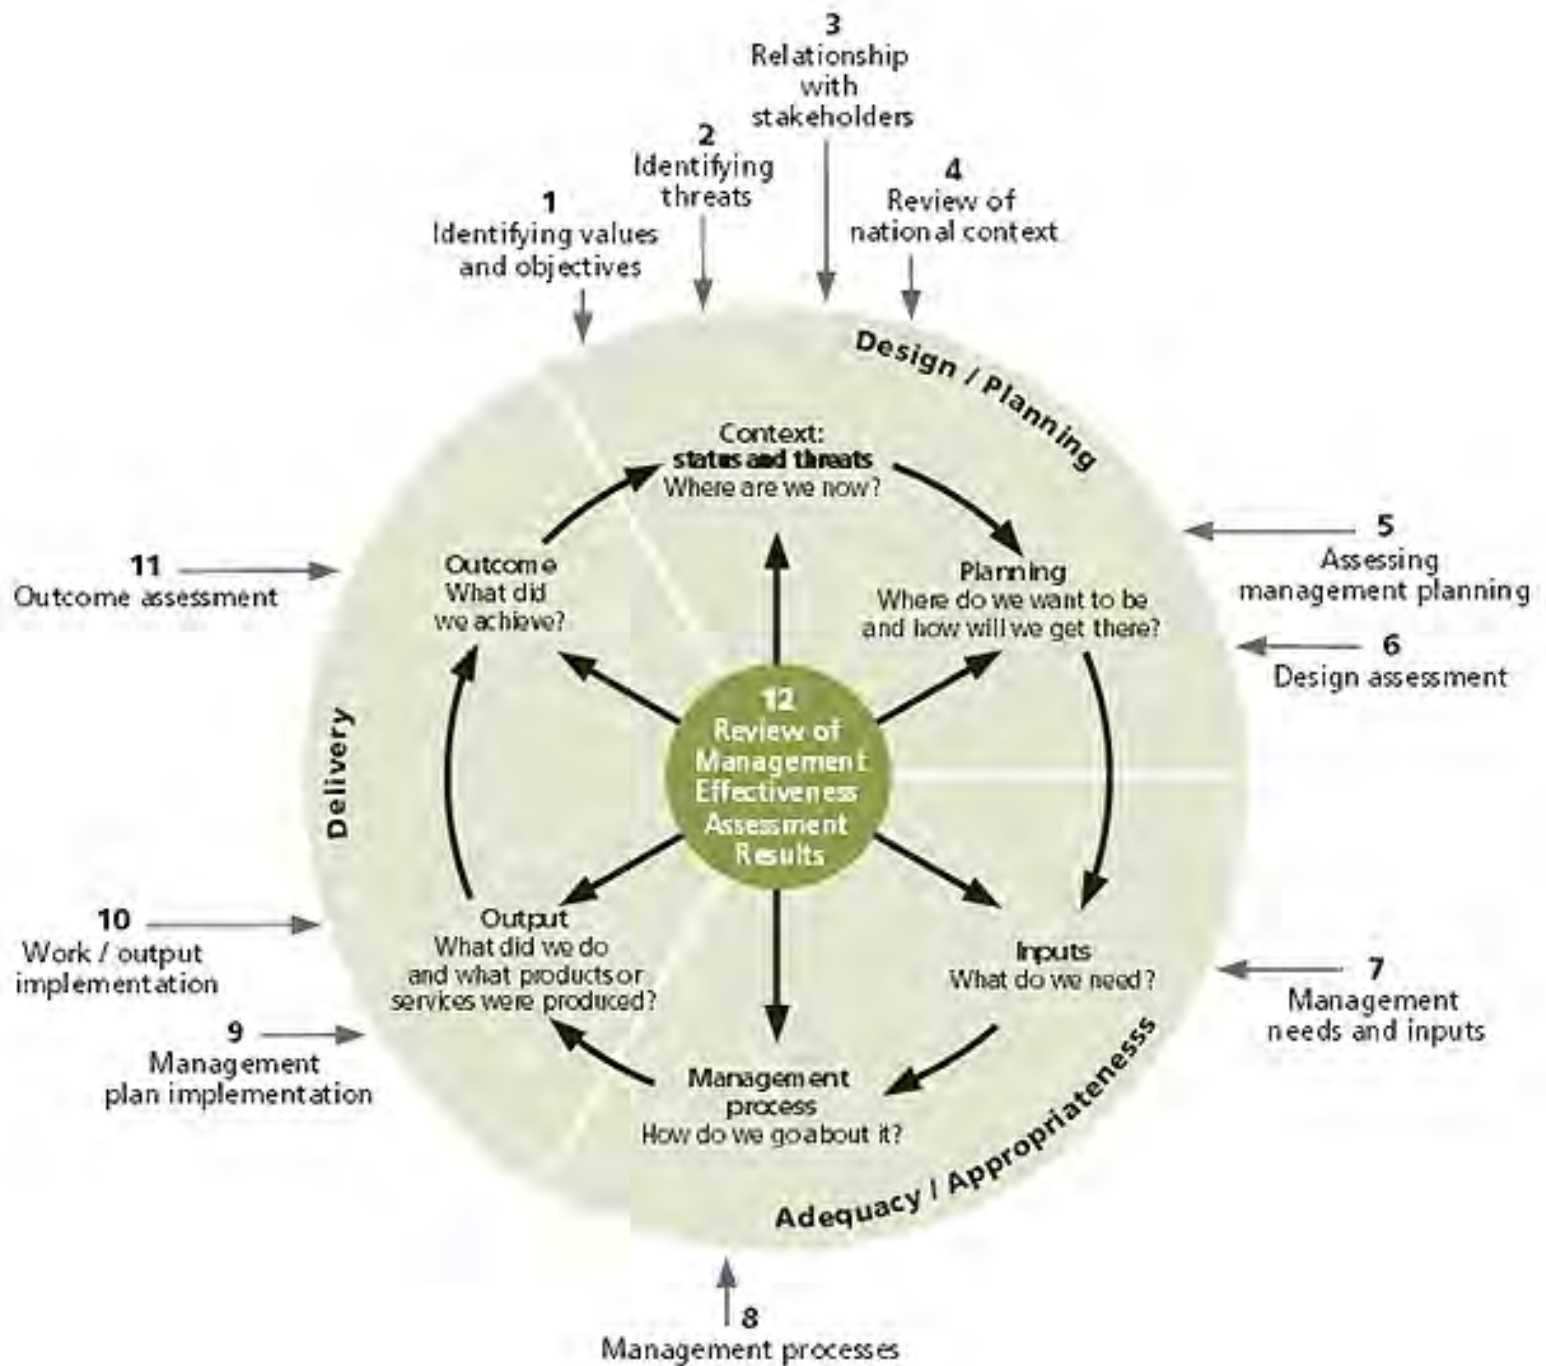 3
Relationship
with
stakeholders
2
Identifying
threats
4
Review of
national context
1
Identifying values
and objectives
Design / Planning
Context:
status and threats
Where are we now?
5
Assessing
management planning
11
Outcome assessment
Outcome
What did
we achieve?
Planning
Where do we want to be
and how will we get there?
6
Design assessment
12
Review of
Management
Effectiveness
Assessment
Results
Delivery
10
Work / output
implementation
Output
What did we do
and what products or
services were produced?
Inputs
What do we need?
7
Management
needs and inputs
9
Management
plan implementation
Management
process
How do we go about it?
Adequacy / Appropriatenesss
8
Management processes